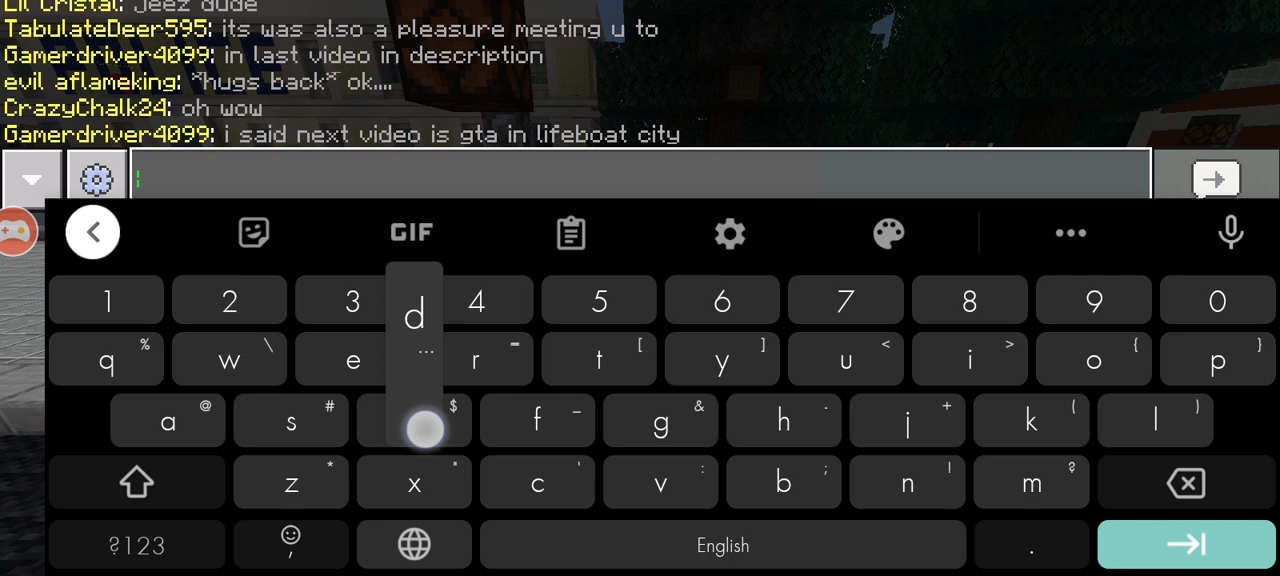 Lil Cristal: Jeez dude
TabulateDeer595: its was also a pleasure meeting u to
Gamerdriver4099: in last video in description
evil aflameking: *hugs back* ok....
CrazyChalk24: oh wow
Gamerdriver4099: i said next video is gta in lifeboat city
GIF
1 2 3 4 5 6 7 8 9 0
d
q % w \ e r = t [ y ] u < i > o { p }
a @ s # $ f _ g & h - j + k ( l )
z * x " c ' v : b ; n ! m ?
?123 , English .